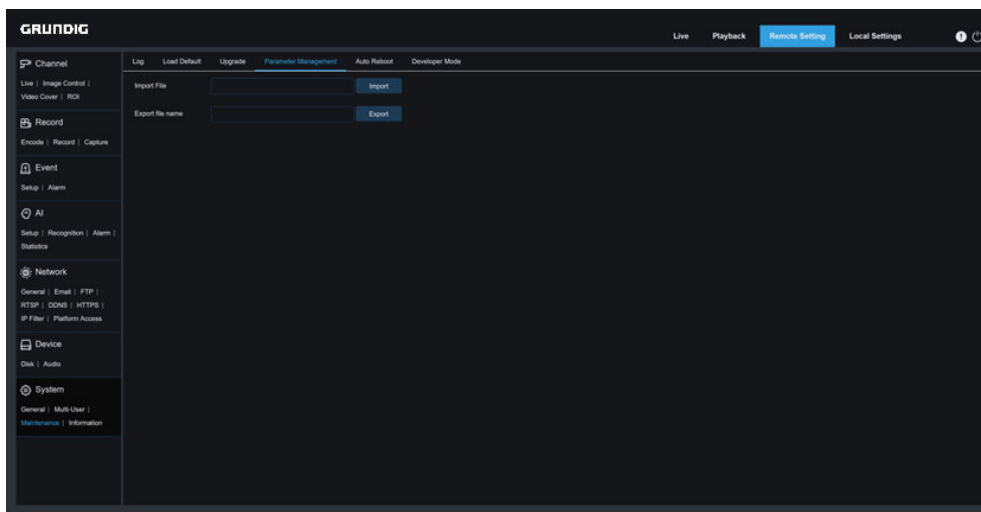 GRUNDIG
Live Playback Remote Setting Local Settings
Channel
Live | Image Control |
Video Cover | ROI
Record
Encode | Record | Capture
Event
Setup | Alarm
AI
Setup | Recognition | Alarm |
Statistics
Network
General | Email | FTP |
RTSP | DDNS | HTTPS |
IP Filter | Platform Access
Device
Disk | Audio
System
General | Multi-User |
Maintenance | Information
Log Load Default Upgrade Parameter Management Auto Reboot Developer Mode
Import File Import
Export file name Export